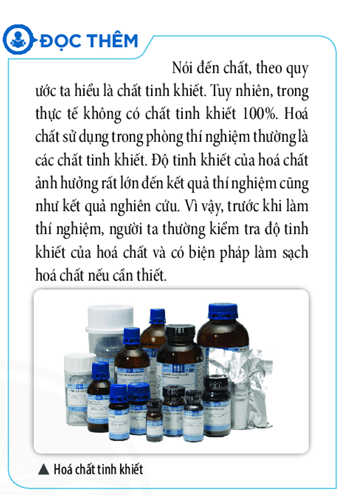 ĐỌC THÊM
Nói đến chất, theo quy
ước ta hiểu là chất tinh khiết. Tuy nhiên, trong
thực tế không có chất tinh khiết 100%. Hoá
chất sử dụng trong phòng thí nghiệm thường là
các chất tinh khiết. Độ tinh khiết của hoá chất
ảnh hưởng rất lớn đến kết quả thí nghiệm cũng
như kết quả nghiên cứu. Vì vậy, trước khi làm
thí nghiệm, người ta thường kiểm tra độ tinh
khiết của hoá chất và có biện pháp làm sạch
hoá chất nếu cần thiết.
▲ Hoá chất tinh khiết